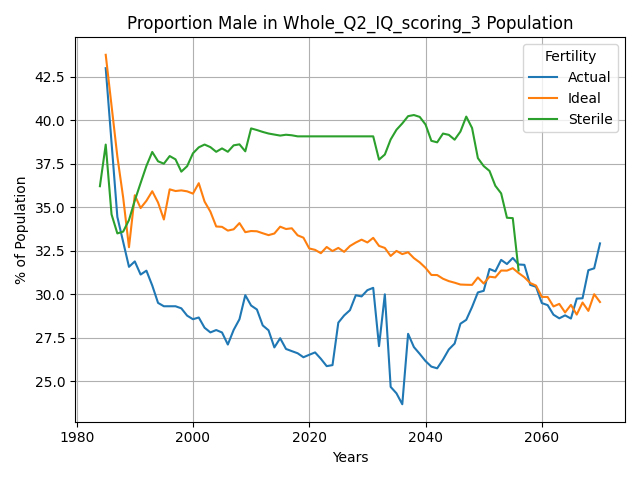 Proportion Male in Whole_Q2_IQ_scoring_3 Population
Fertility
Actual
Ideal
Sterile
% of Population
42.5
40.0
37.5
35.0
32.5
30.0
27.5
25.0
1980
2000
2020
2040
2060
Years